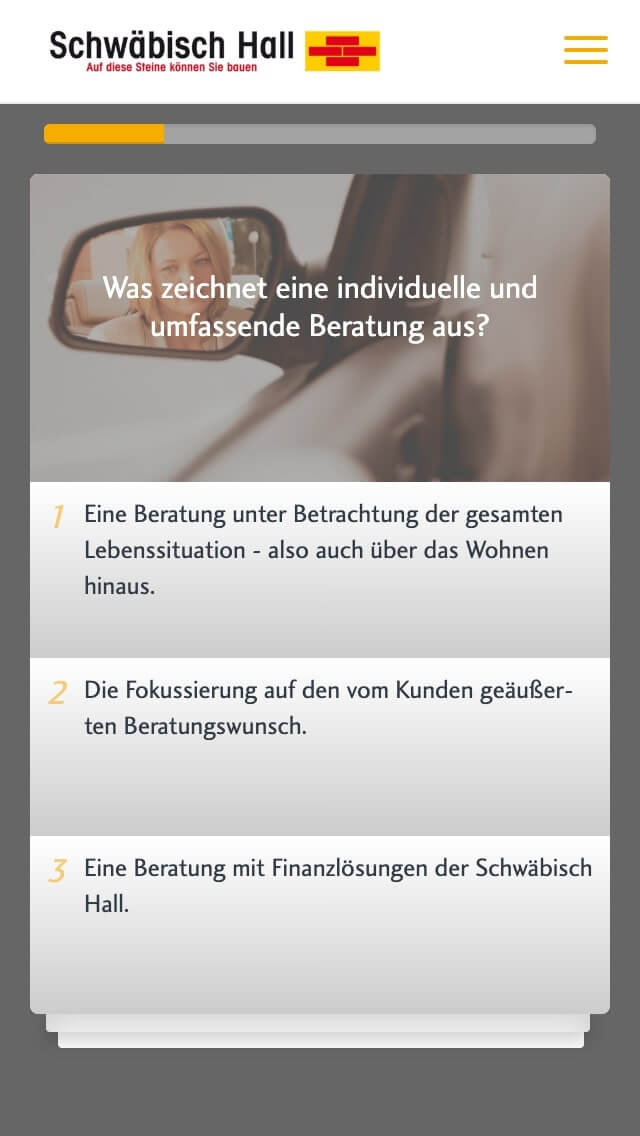 Schwäbisch Hall
Auf diese Steine können Sie bauen
Was zeichnet eine individuelle und
umfassende Beratung aus?
1 Eine Beratung unter Betrachtung der gesamten
Lebenssituation - also auch über das Wohnen
hinaus.
2 Die Fokussierung auf den vom Kunden geäußer-
ten Beratungswunsch.
3 Eine Beratung mit Finanzlösungen der Schwäbisch
Hall.